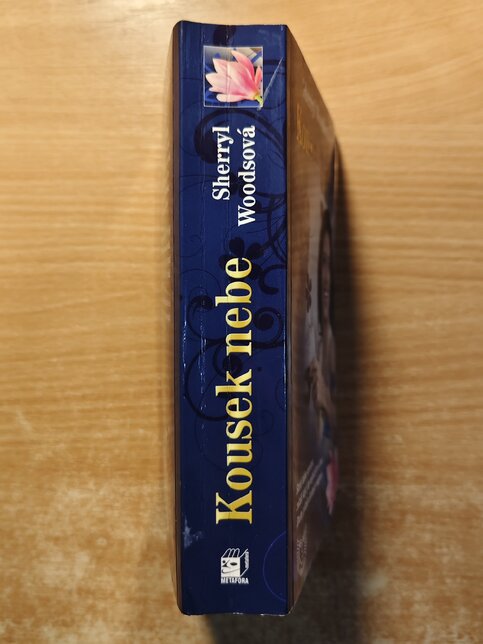 Kousek nebe
Sherryl
Woodsová
METAFORA